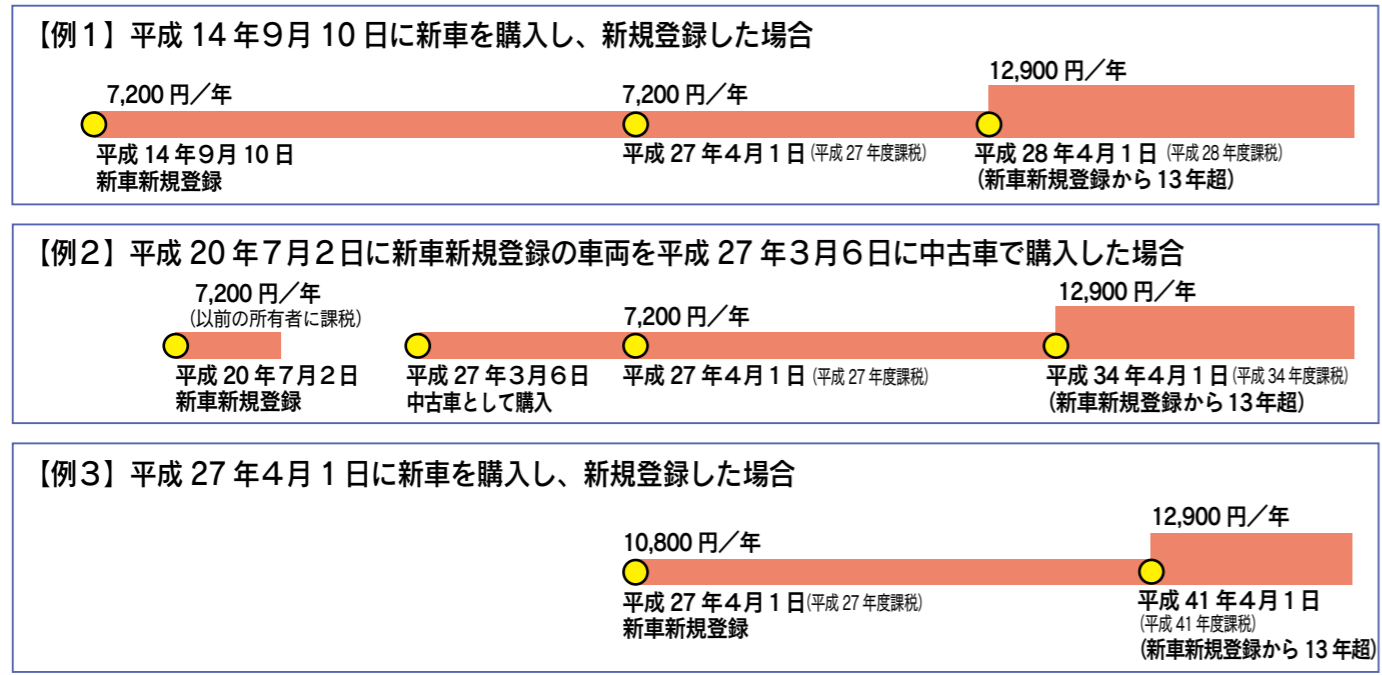 【例1】平成 14 年9月 10 日に新車を購入し、新規登録した場合
7,200 円/年
7,200 円/年
12,900 円/年
平成 14 年9月 10 日
新車新規登録
平成 27 年4月1日 (平成 27 年度課税)
平成 28 年4月1日 (平成 28 年度課税)
(新車新規登録から 13 年超)
【例2】平成 20 年7月2日に新車新規登録の車両を平成 27 年3月6日に中古車で購入した場合
7,200 円/年
(以前の所有者に課税)
7,200 円/年
12,900 円/年
平成 20 年7月2日
新車新規登録
平成 27 年3月6日
中古車として購入
平成 27 年4月1日 (平成 27 年度課税)
平成 34 年4月1日 (平成 34 年度課税)
(新車新規登録から 13 年超)
【例3】平成 27 年4月1日に新車を購入し、新規登録した場合
10,800 円/年
12,900 円/年
平成 27 年4月1日 (平成 27 年度課税)
新車新規登録
平成 41 年4月1日
(平成 41 年度課税)
(新車新規登録から 13 年超)